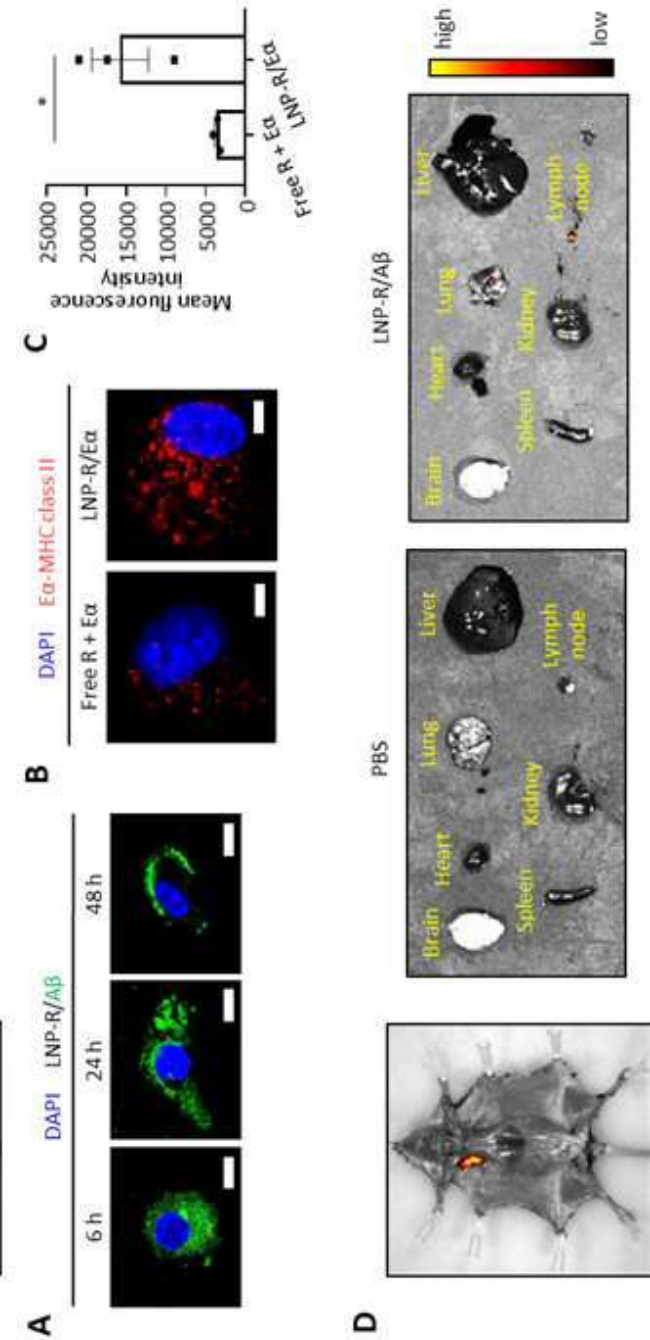 A
DAPI LNP-R/Aβ
6 h 24 h 48 h
B
DAPI Eα-MHC class II
Free R + Eα LNP-R/Eα
C
Mean fluorescence
intensity
25000
20000
15000
10000
5000
0
*
Free R + Eα
LNP-R/Eα
D
PBS
Brain Heart Lung Liver
Spleen Kidney Lymph
node
LNP-R/Aβ
Brain Heart Lung Liver
Spleen Kidney Lymph
node
high
low